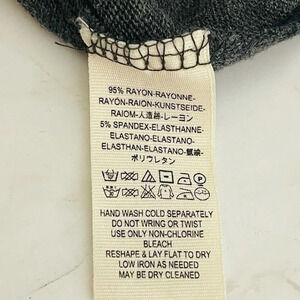 95% RAYON-RAYONNE-
RAYÓN-RAION-KUNSTSEIDE-
RAIOM-人造絲-レーヨン
5% SPANDEX-ELASTHANNE-
ELASTANO-ELASTANO-
ELASTHAN-ELASTANO-氨綸-
ポリウレタン
HAND WASH COLD SEPARATELY
DO NOT WRING OR TWIST
USE ONLY NON-CHLORINE
BLEACH
RESHAPE & LAY FLAT TO DRY
LOW IRON AS NEEDED
MAY BE DRY CLEANED